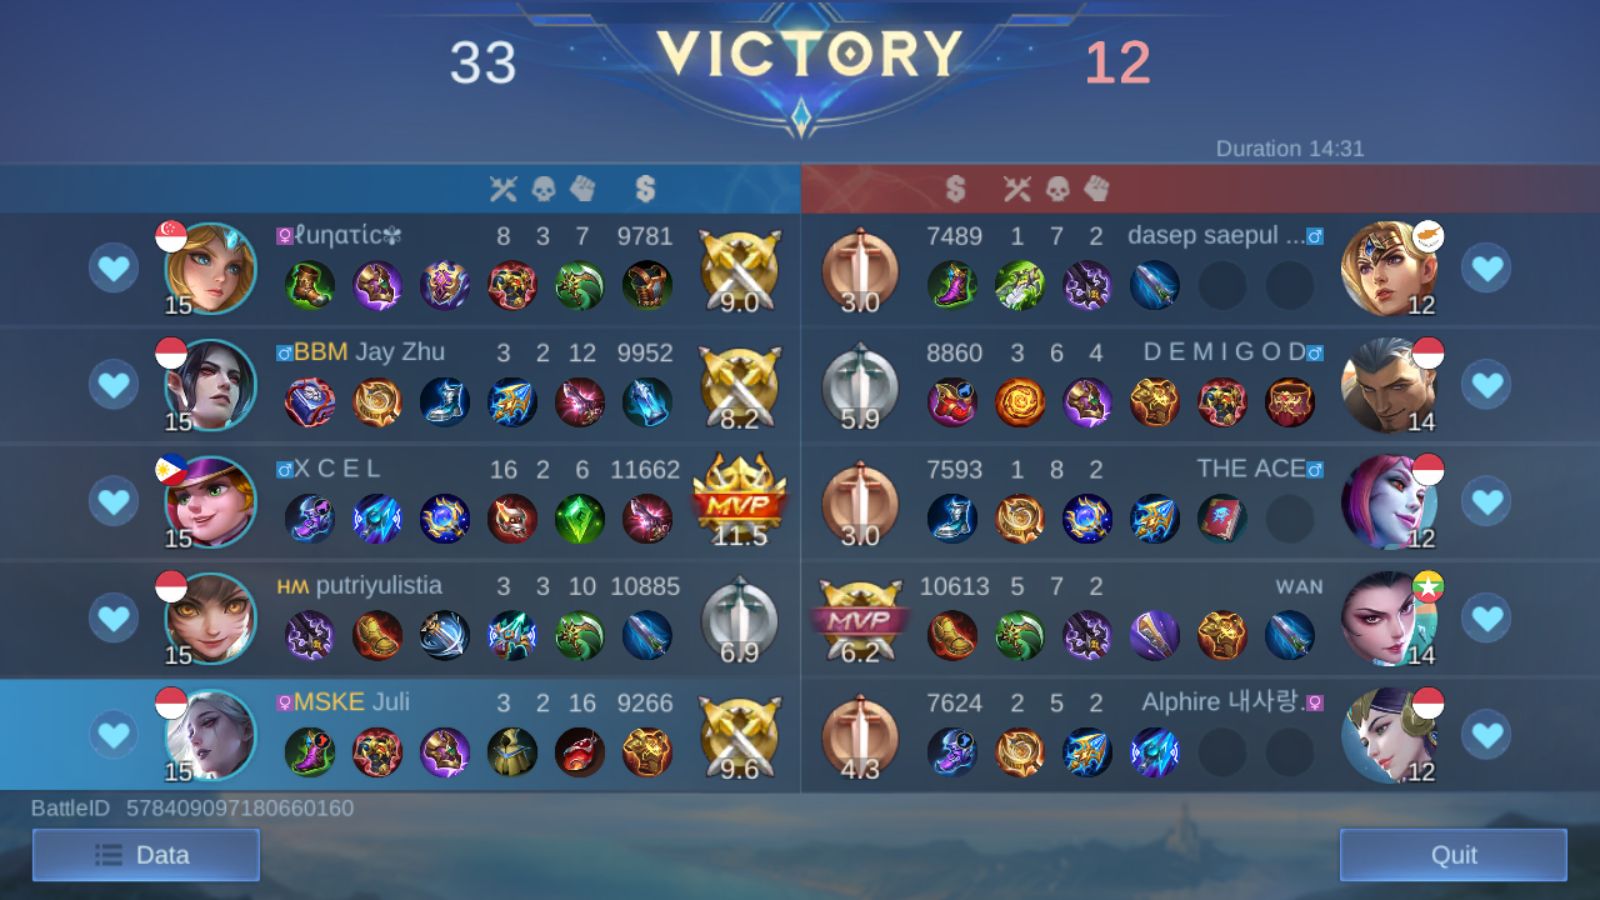 33 VICTORY 12
Duration 14:31
ℓuηατίc✾ 8 3 7 9781 9.0
15
3.0 7489 1 7 2 dasep saepul ...
12
BBM Jay Zhu 3 2 12 9952 8.2
15
5.9 8860 3 6 4 D E M I G O D
14
X C E L 16 2 6 11662 MVP 11.5
15
3.0 7593 1 8 2 THE ACE
12
HM putriyulistia 3 3 10 10885 6.9
15
MVP 6.2 10613 5 7 2 WAN
14
MSKE Juli 3 2 16 9266 9.6
15
4.3 7624 2 5 2 Alphire 내사랑.
12
BattleID 578409097180660160
Data
Quit